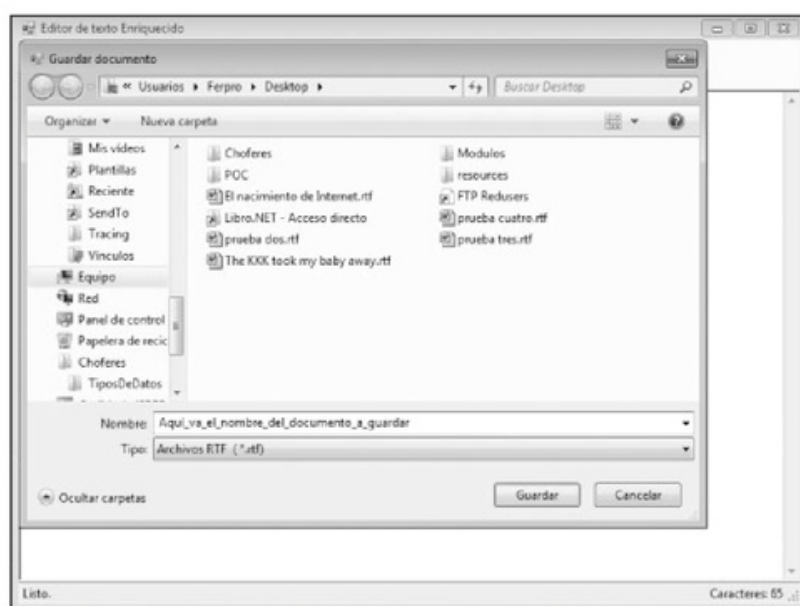 Editor de texto Enriquecido
Guardar documento
« Usuarios ▸ Ferpro ▸ Desktop ▸
Buscar Desktop
Organizar
Nueva carpeta
Mis vídeos
Plantillas
Reciente
SendTo
Tracing
Vínculos
Equipo
Red
Panel de control
Papelera de recic
Choferes
TiposDeDatos
Choferes
POC
El nacimiento de Internet.rtf
Libro.NET - Acceso directo
prueba dos.rtf
The KKK took my baby away.rtf
Modulos
resources
FTP Redusers
prueba cuatro.rtf
prueba tres.rtf
Nombre: Aqui_va_el_nombre_del_documento_a_guardar
Tipo: Archivos RTF (*.rtf)
Ocultar carpetas
Guardar
Cancelar
Listo.
Caracteres: 65